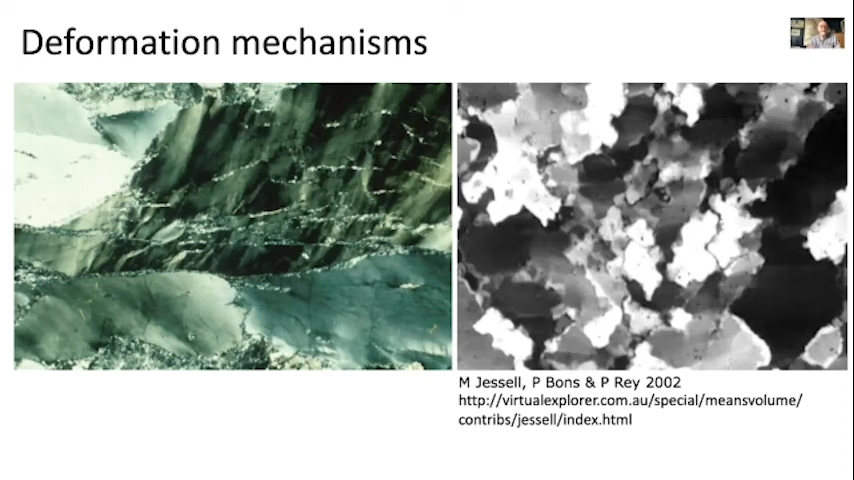 Deformation mechanisms
M Jessell, P Bons & P Rey 2002
http://virtualexplorer.com.au/special/meansvolume/
contribs/jessell/index.html